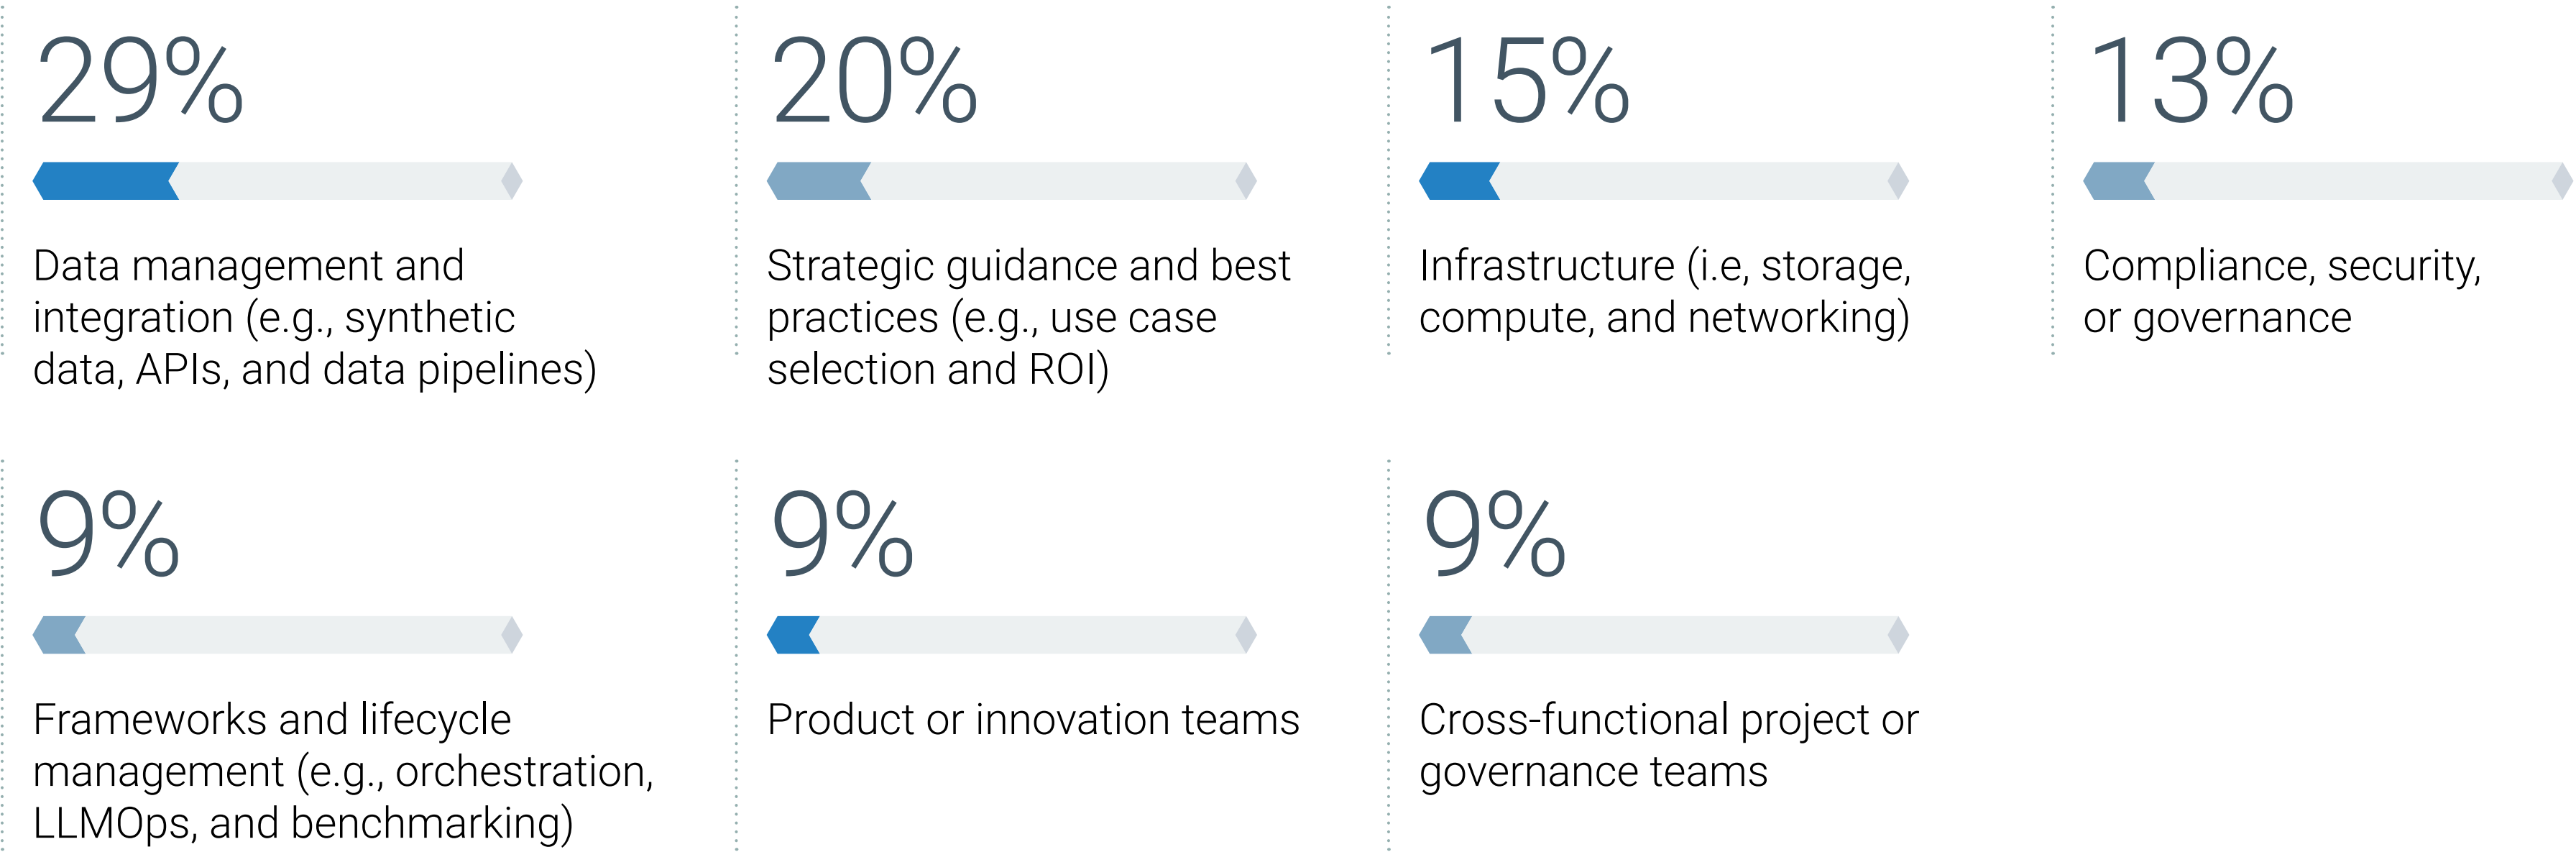 29%
Data management and
integration (e.g., synthetic
data, APIs, and data pipelines)
20%
Strategic guidance and best
practices (e.g., use case
selection and ROI)
15%
Infrastructure (i.e, storage,
compute, and networking)
13%
Compliance, security,
or governance
9%
Frameworks and lifecycle
management (e.g., orchestration,
LLMOps, and benchmarking)
9%
Product or innovation teams
9%
Cross-functional project or
governance teams